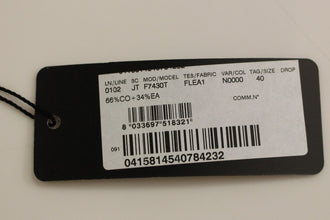 LN/LINE SC MOD/MODEL TES/FABRIC VAR/COL TAG/SIZE DROP
0102 JT F7430T FLEA1 N0000 40
66%CO+34%EA
COMM.N°
8 033697 518321
091
0415814540784232